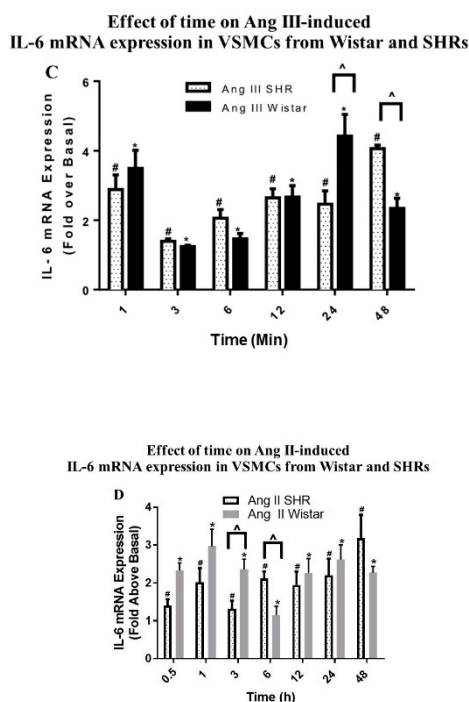 Effect of time on Ang III-induced
IL-6 mRNA expression in VSMCs from Wistar and SHRs
C
Ang III SHR
Ang III Wistar
IL-6 mRNA Expression
(Fold over Basal)
6
4
2
0
# * # * # * # * # ^ * # ^ *
1 3 6 12 24 48
Time (Min)
Effect of time on Ang II-induced
IL-6 mRNA expression in VSMCs from Wistar and SHRs
D
Ang II SHR
Ang II Wistar
IL-6 mRNA Expression
(Fold Above Basal)
4
3
2
1
0
# * # * # ^ * # ^ * # * # * # *
0.5 1 3 6 12 24 48
Time (h)